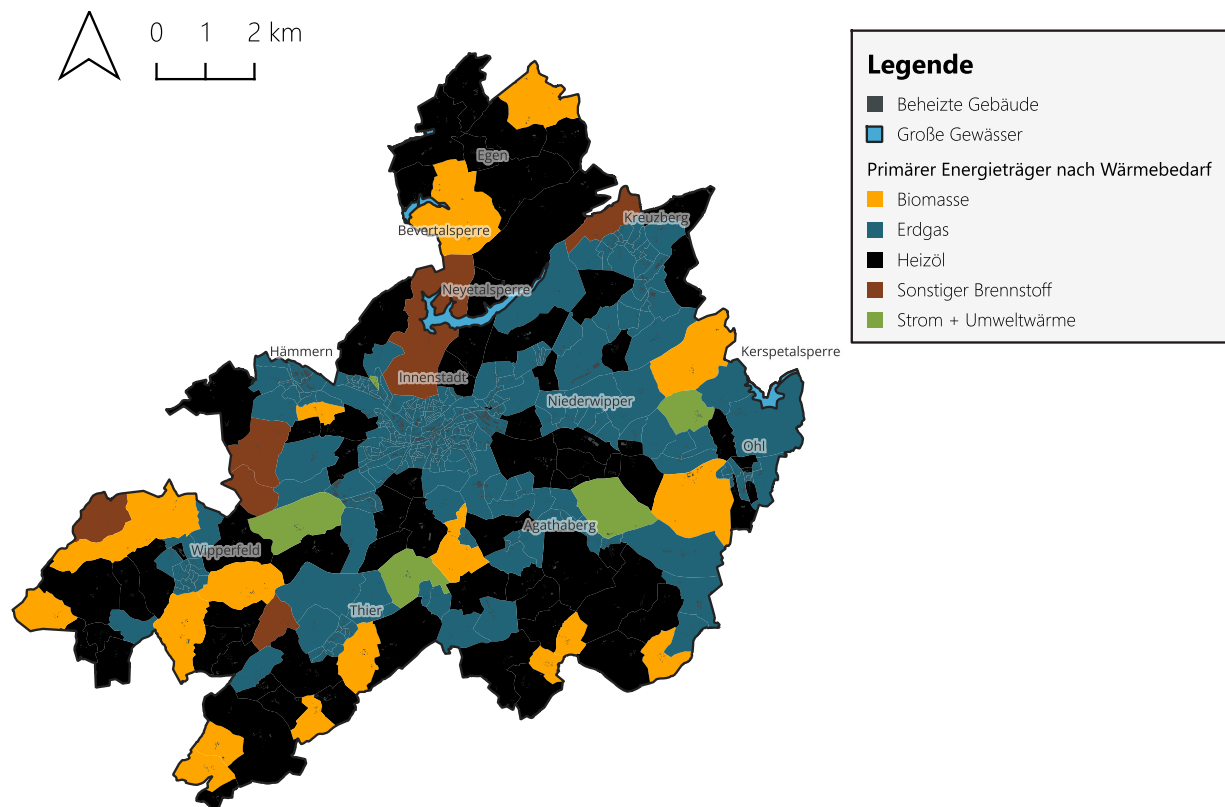 0 1 2 km
Legende
Beheizte Gebäude
Große Gewässer
Primärer Energieträger nach Wärmebedarf
Biomasse
Erdgas
Heizöl
Sonstiger Brennstoff
Strom + Umweltwärme
Egen
Kreuzberg
Bevertalsperre
Neyetalsperre
Hämmern
Kerspetalsperre
Innenstadt
Niederwipper
Ohl
Agathaberg
Wipperfeld
Thier